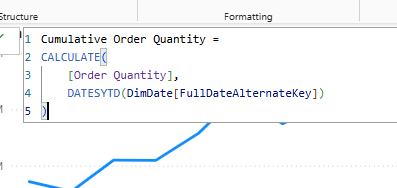 Structure
Formatting
1 Cumulative Order Quantity =
2 CALCULATE(
3 [Order Quantity],
4 DATESYTD(DimDate[FullDateAlternateKey])
5 )